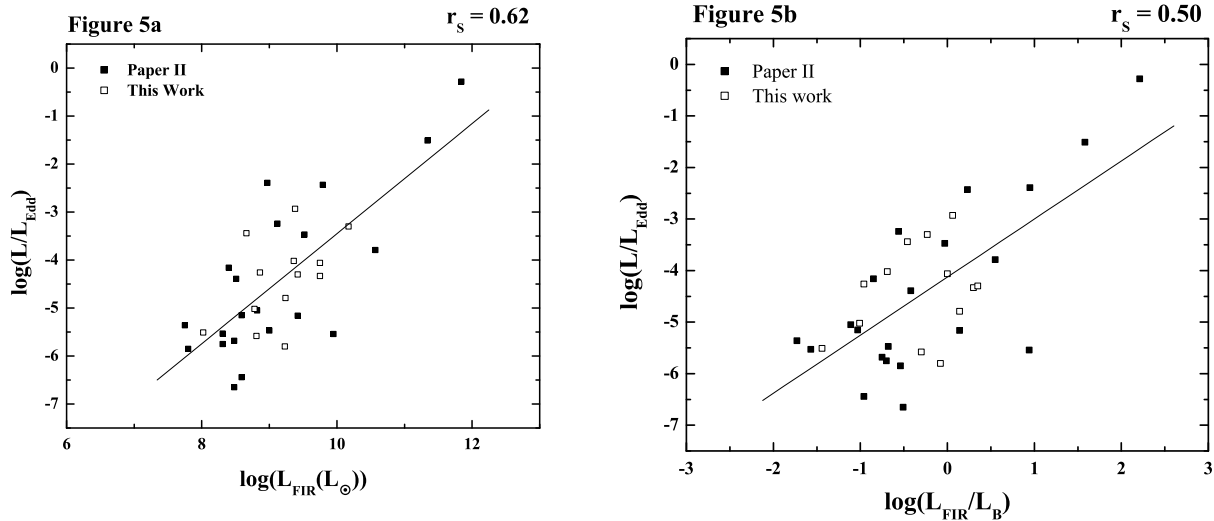 Figure 5a
r_S = 0.62
Paper II
This Work
0
-1
-2
-3
-4
-5
-6
-7
log(L/L_Edd)
6
8
10
12
log(L_FIR(L_⊙))
Figure 5b
r_S = 0.50
Paper II
This work
0
-1
-2
-3
-4
-5
-6
-7
log(L/L_Edd)
-3
-2
-1
0
1
2
3
log(L_FIR/L_B)